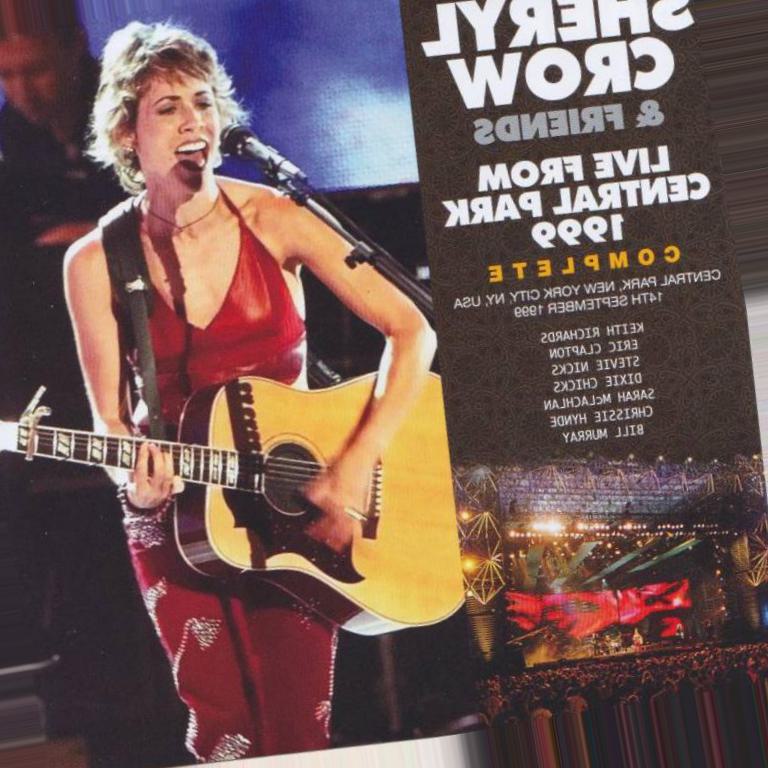 SHERYL
CROW
& FRIENDS
LIVE FROM
CENTRAL PARK
1999
COMPLETE
CENTRAL PARK, NEW YORK CITY, NY, USA
14TH SEPTEMBER 1999
KEITH RICHARDS
ERIC CLAPTON
STEVIE NICKS
DIXIE CHICKS
SARAH McLACHLAN
CHRISSIE HYNDE
BILL MURRAY